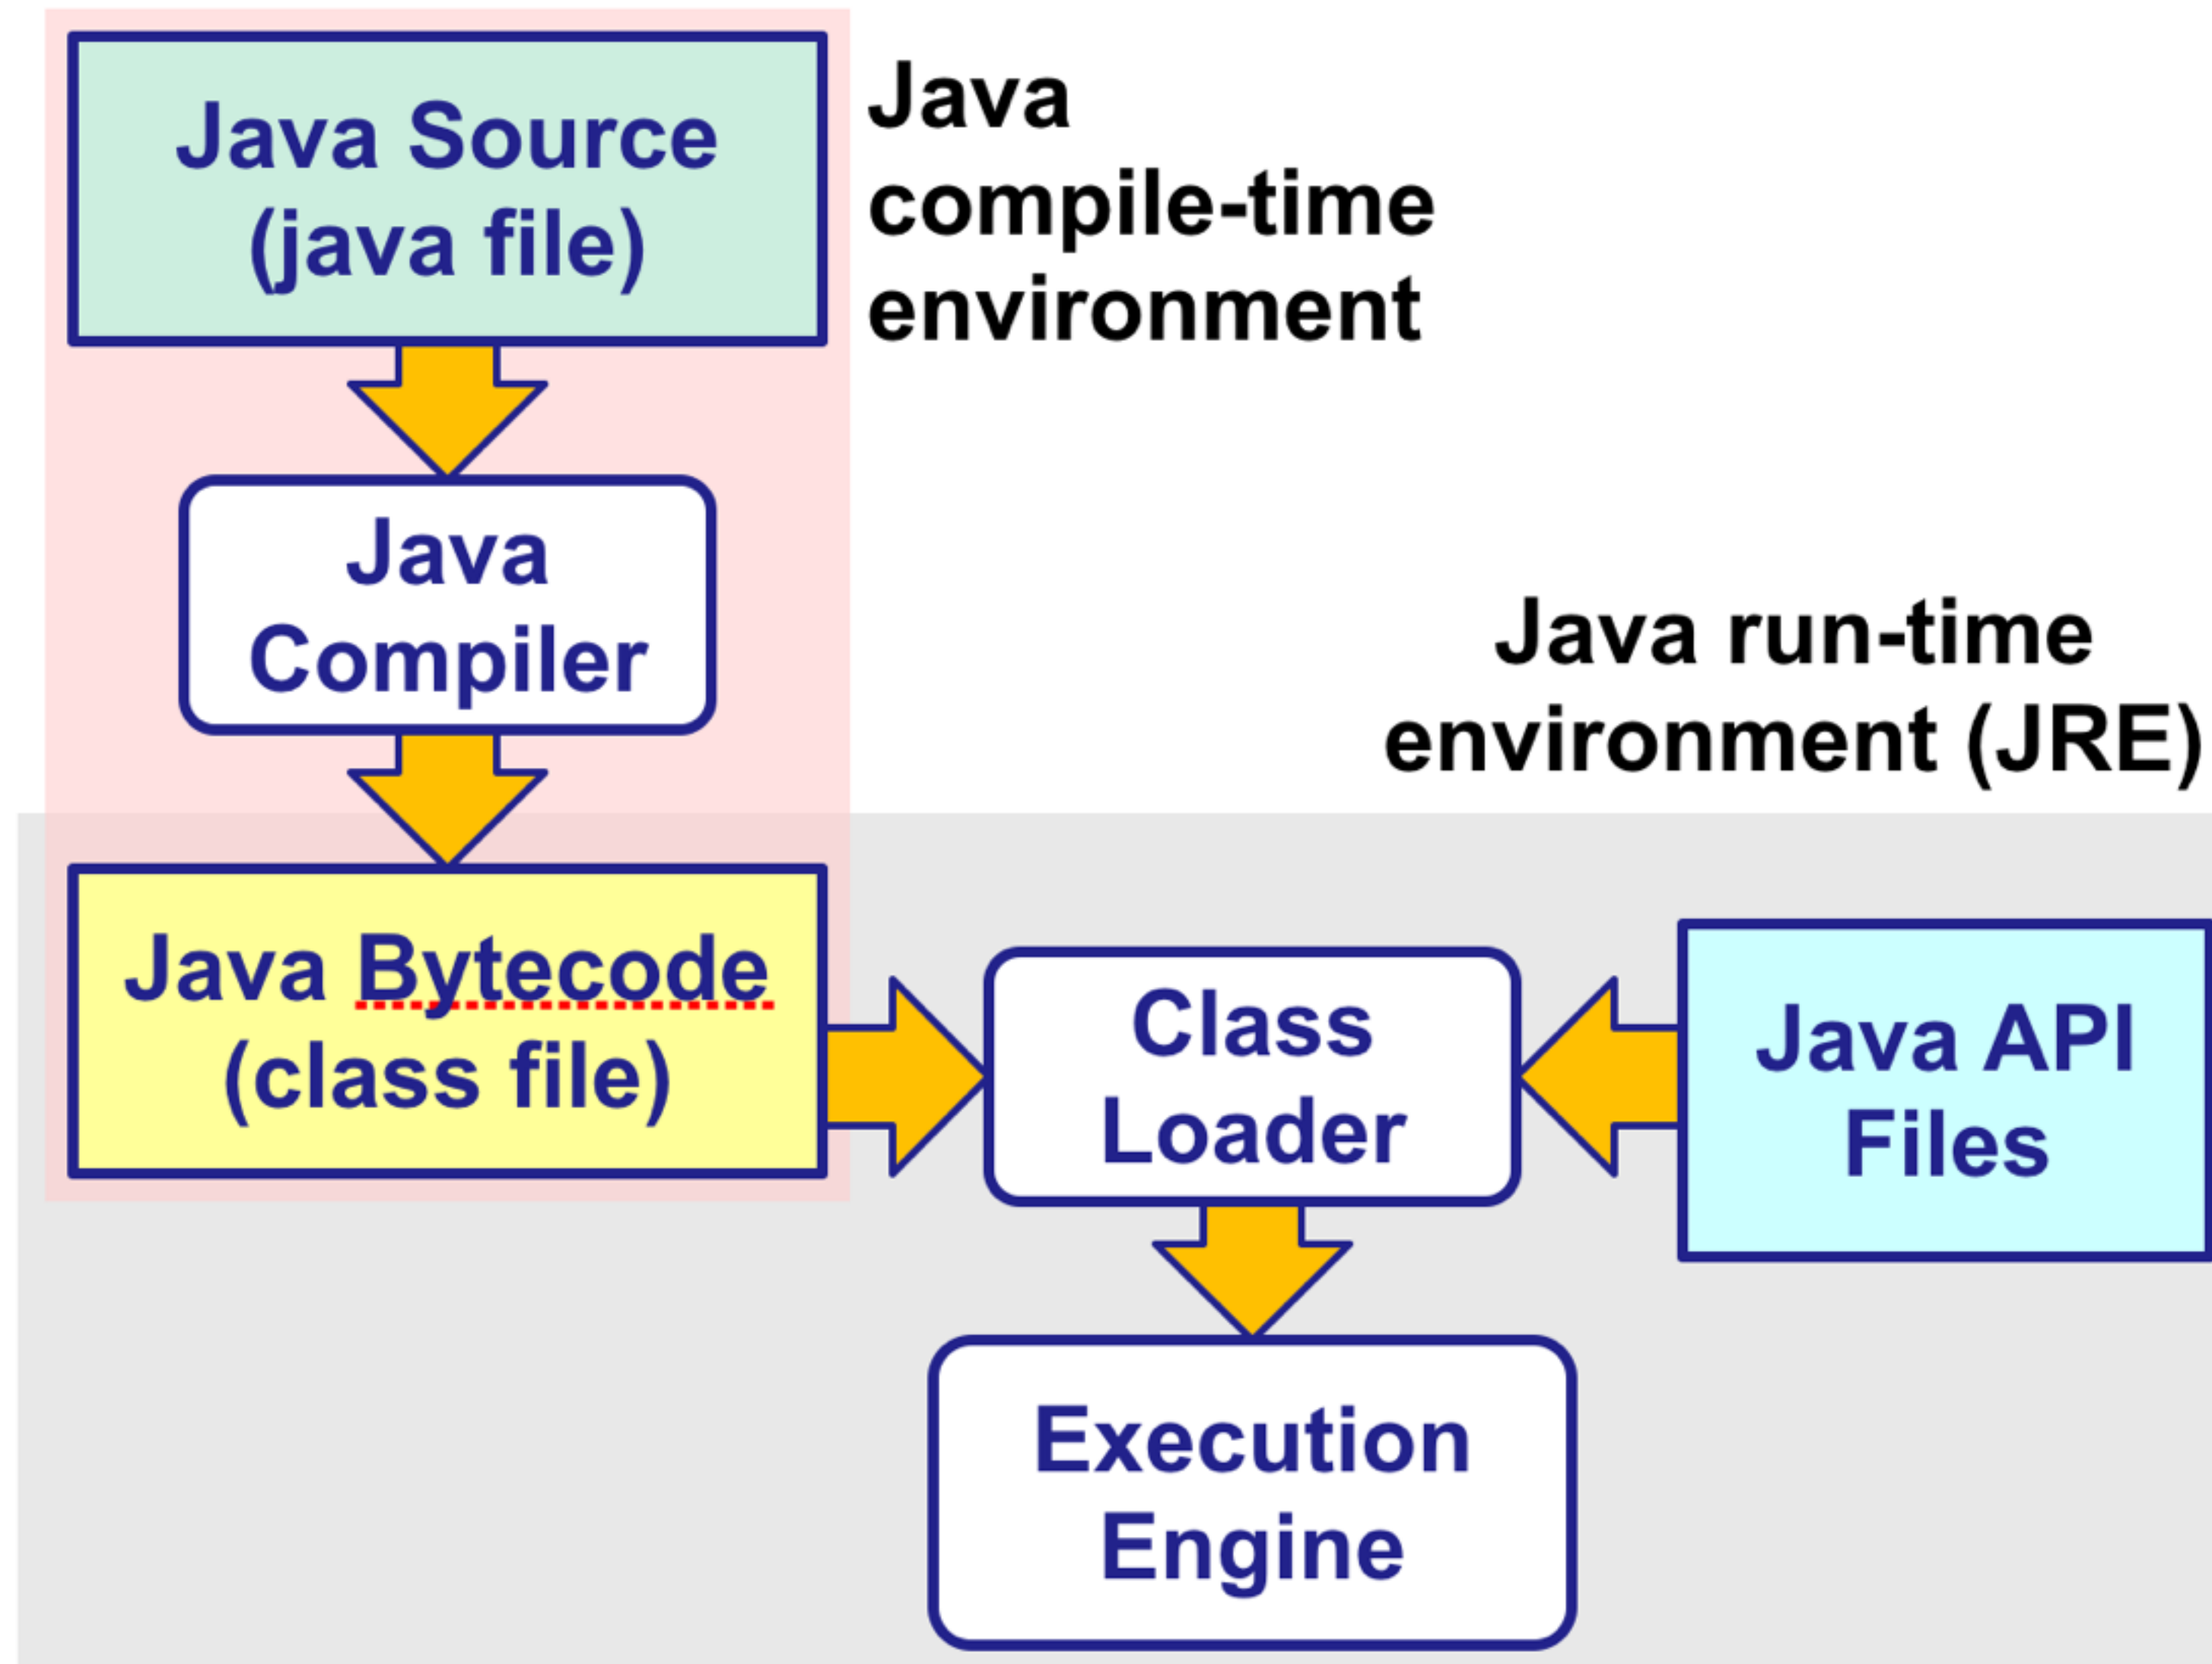 Java Source
(java file)
Java
compile-time
environment
Java
Compiler
Java run-time
environment (JRE)
Java Bytecode
(class file)
Class
Loader
Java API
Files
Execution
Engine